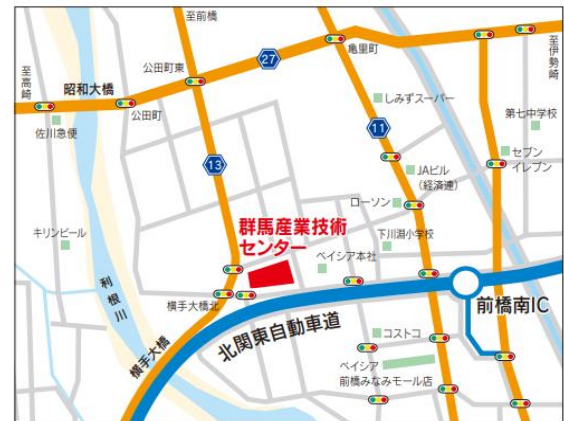 至前橋
亀里町
至伊勢崎
27
公田町東
至高崎
昭和大橋
公田町
佐川急便
しみずスーパー
第七中学校
11
セブン
イレブン
JAビル
(経済連)
13
ローソン
群馬産業技術
センター
下川淵小学校
ベイシア本社
キリンビール
利根川
横手大橋北
前橋南IC
北関東自動車道
横手大橋
コストコ
ベイシア
前橋みなみモール店